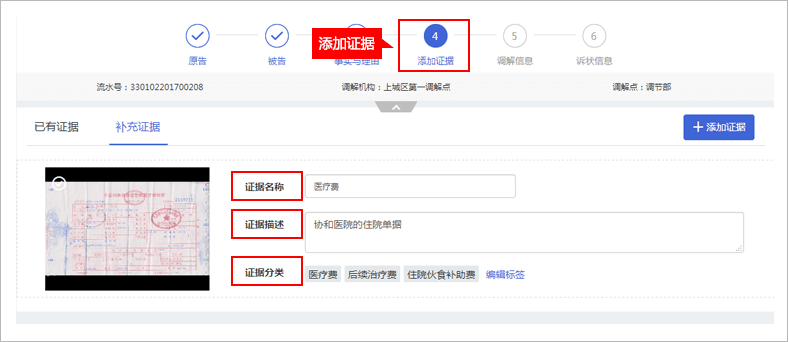 添加证据
4
5
6
原告
被告
事实与理由
添加证据
调解信息
诉状信息
流水号：330102201700208
调解机构：上城区第一调解点
调解点：调节部
已有证据
补充证据
＋添加证据
证据名称
医疗费
证据描述
协和医院的住院单据
证据分类
医疗费
后续治疗费
住院伙食补助费
编辑标签